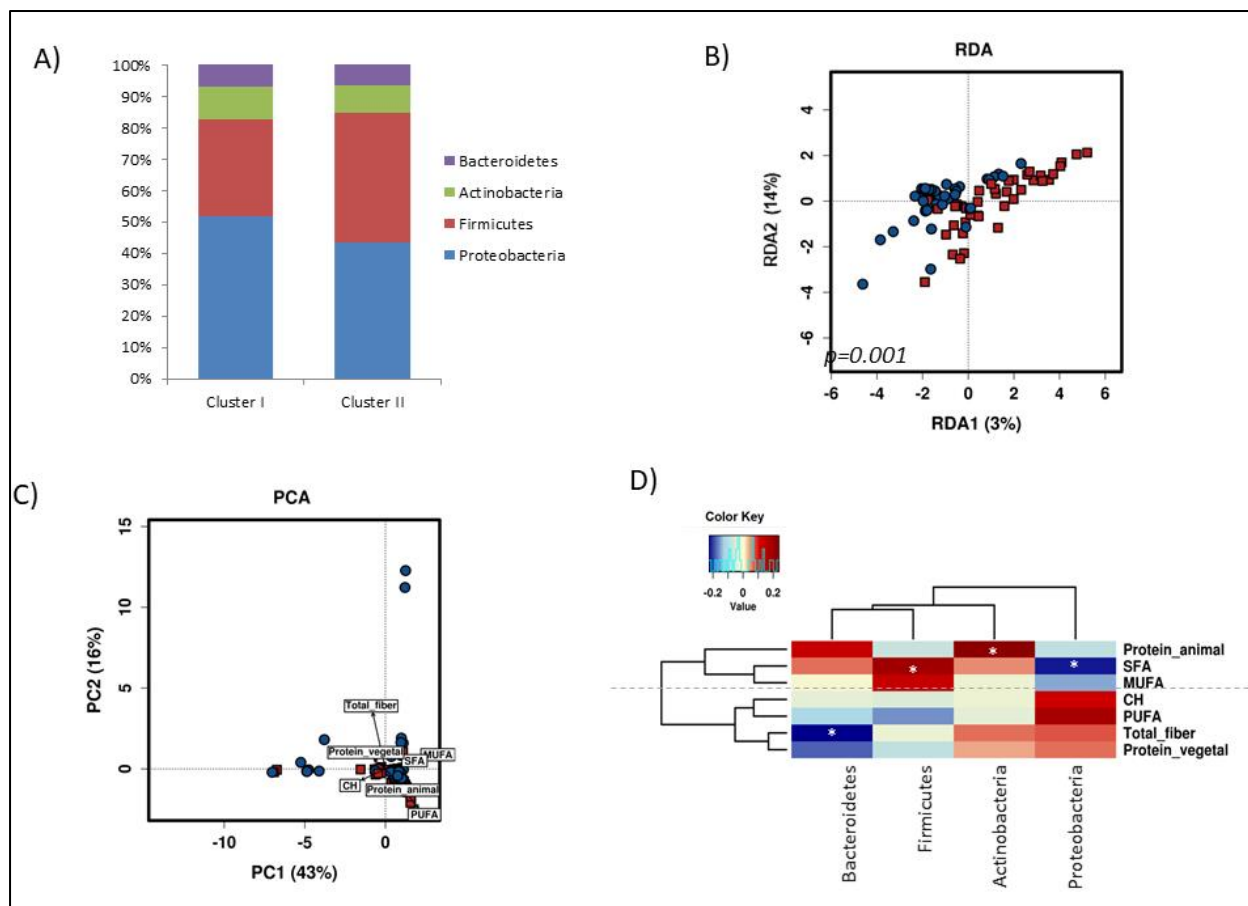 A)
100%
90%
80%
70%
60%
50%
40%
30%
20%
10%
0%
Cluster I
Cluster II
Bacteroidetes
Actinobacteria
Firmicutes
Proteobacteria
B)
RDA
RDA2 (14%)
4
2
0
-2
-4
-6
p=0.001
-6
-4
-2
0
2
4
6
RDA1 (3%)
C)
PCA
PC2 (16%)
15
10
5
0
Total_fiber
Protein_vegetal
MUFA
SFA
CH
Protein_animal
PUFA
-10
-5
0
PC1 (43%)
D)
Color Key
-0.2
0
0.2
Value
Protein_animal
*
SFA
*
*
MUFA
CH
PUFA
Total_fiber
*
Protein_vegetal
Bacteroidetes
Firmicutes
Actinobacteria
Proteobacteria